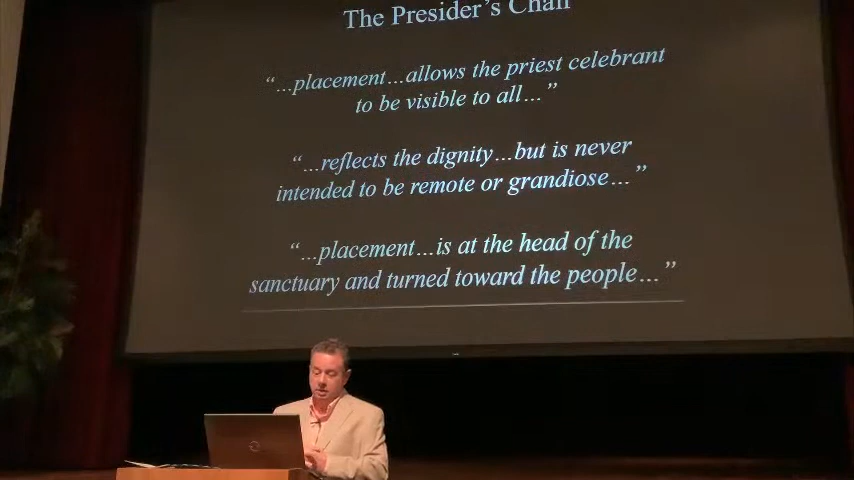 The Presider's Chair
“…placement…allows the priest celebrant
to be visible to all…”
“…reflects the dignity…but is never
intended to be remote or grandiose…”
“…placement…is at the head of the
sanctuary and turned toward the people…”